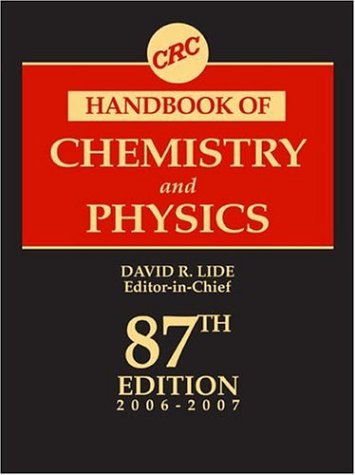 CRC
HANDBOOK OF
CHEMISTRY
and
PHYSICS
DAVID R. LIDE
Editor-in-Chief
87TH
EDITION
2006-2007